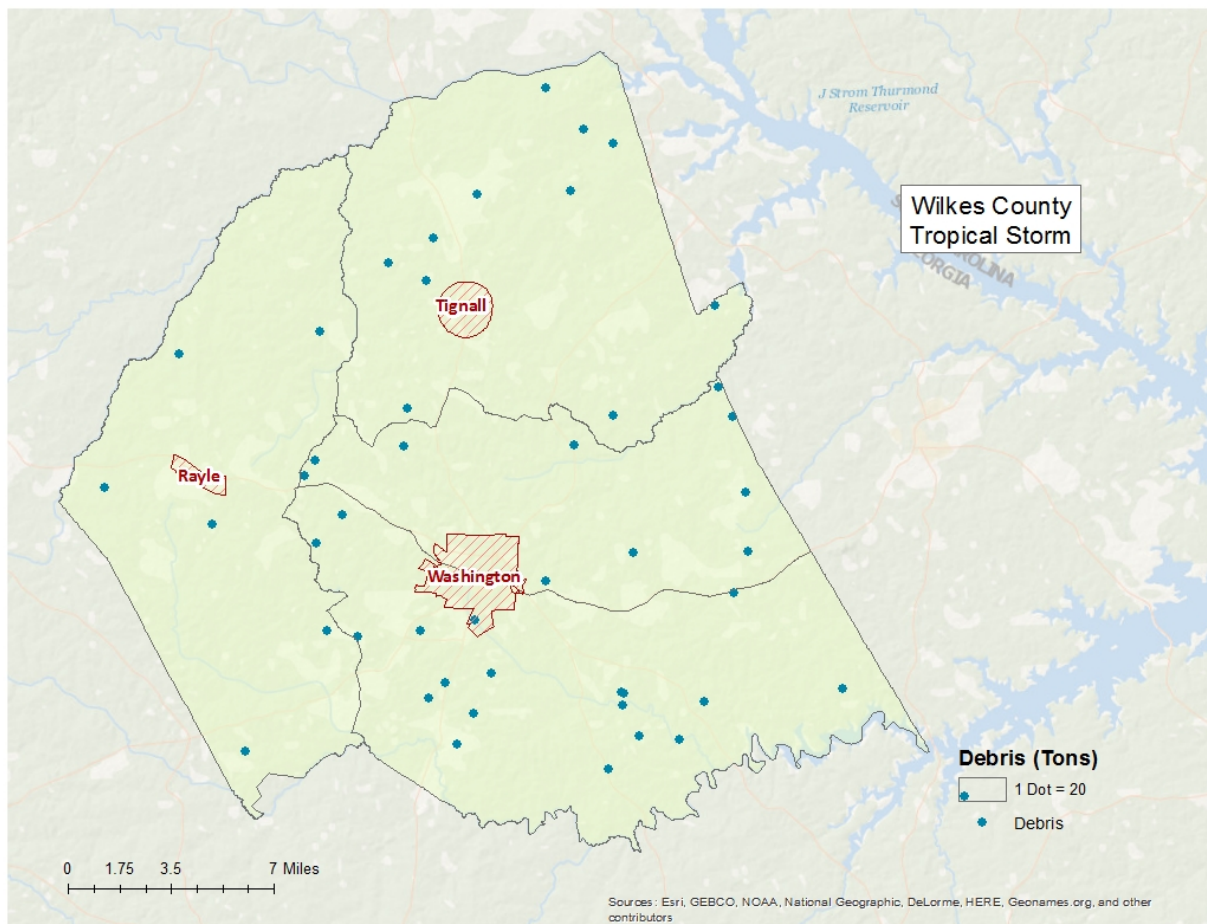 J Strom Thurmond
Reservoir
Wilkes County
Tropical Storm
CAROLINA
GEORGIA
Tignall
Rayle
Washington
Debris (Tons)
1 Dot = 20
Debris
0 1.75 3.5 7 Miles
Sources: Esri, GEBCO, NOAA, National Geographic, DeLorme, HERE, Geonames.org, and other
contributors